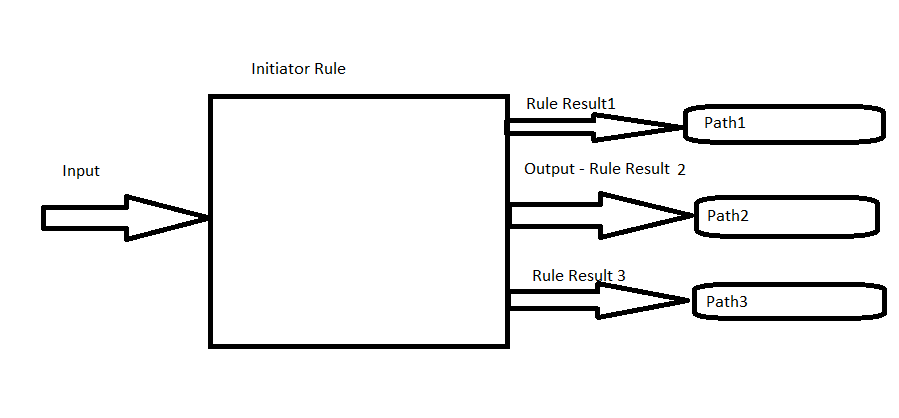 Initiator Rule
Rule Result1
Path1
Input
Output - Rule Result 2
Path2
Rule Result 3
Path3